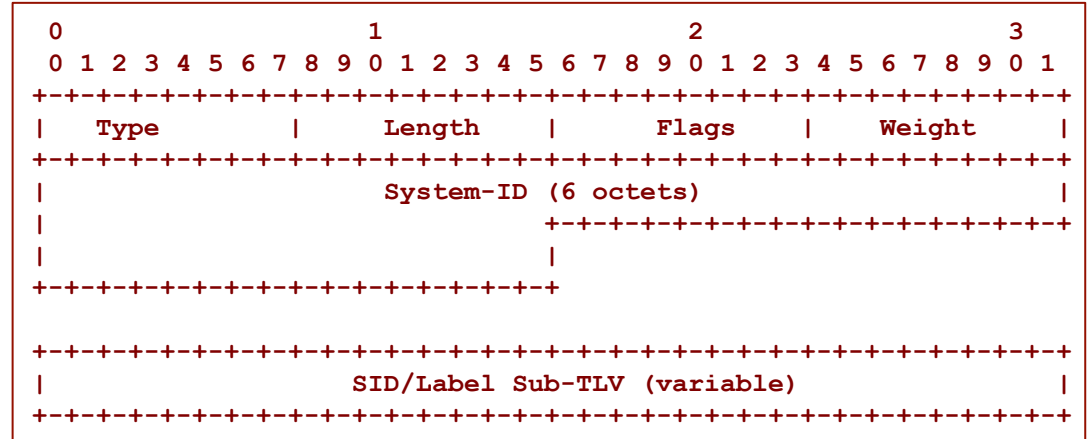 0                   1                   2                   3
0 1 2 3 4 5 6 7 8 9 0 1 2 3 4 5 6 7 8 9 0 1 2 3 4 5 6 7 8 9 0 1
+-+-+-+-+-+-+-+-+-+-+-+-+-+-+-+-+-+-+-+-+-+-+-+-+-+-+-+-+-+-+-+-+
|   Type        |     Length    |      Flags    |    Weight     |
+-+-+-+-+-+-+-+-+-+-+-+-+-+-+-+-+-+-+-+-+-+-+-+-+-+-+-+-+-+-+-+-+
|                     System-ID (6 octets)                      |
|                               +-+-+-+-+-+-+-+-+-+-+-+-+-+-+-+-+
|                               |
+-+-+-+-+-+-+-+-+-+-+-+-+-+-+-+-+
+-+-+-+-+-+-+-+-+-+-+-+-+-+-+-+-+-+-+-+-+-+-+-+-+-+-+-+-+-+-+-+-+
|                   SID/Label Sub-TLV (variable)                |
+-+-+-+-+-+-+-+-+-+-+-+-+-+-+-+-+-+-+-+-+-+-+-+-+-+-+-+-+-+-+-+-+